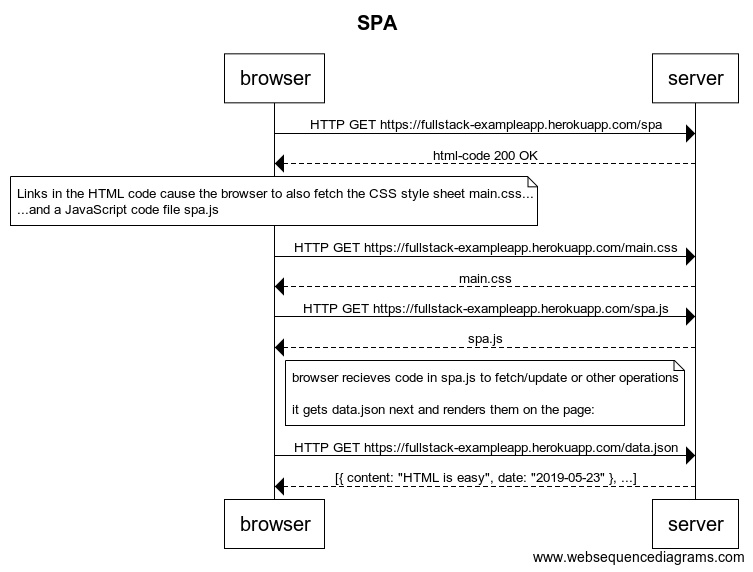 SPA
browser
server
HTTP GET https://fullstack-exampleapp.herokuapp.com/spa
html-code 200 OK
Links in the HTML code cause the browser to also fetch the CSS style sheet main.css...
...and a JavaScript code file spa.js
HTTP GET https://fullstack-exampleapp.herokuapp.com/main.css
main.css
HTTP GET https://fullstack-exampleapp.herokuapp.com/spa.js
spa.js
browser recieves code in spa.js to fetch/update or other operations
it gets data.json next and renders them on the page:
HTTP GET https://fullstack-exampleapp.herokuapp.com/data.json
[{ content: "HTML is easy", date: "2019-05-23" }, ...]
browser
server
www.websequencediagrams.com